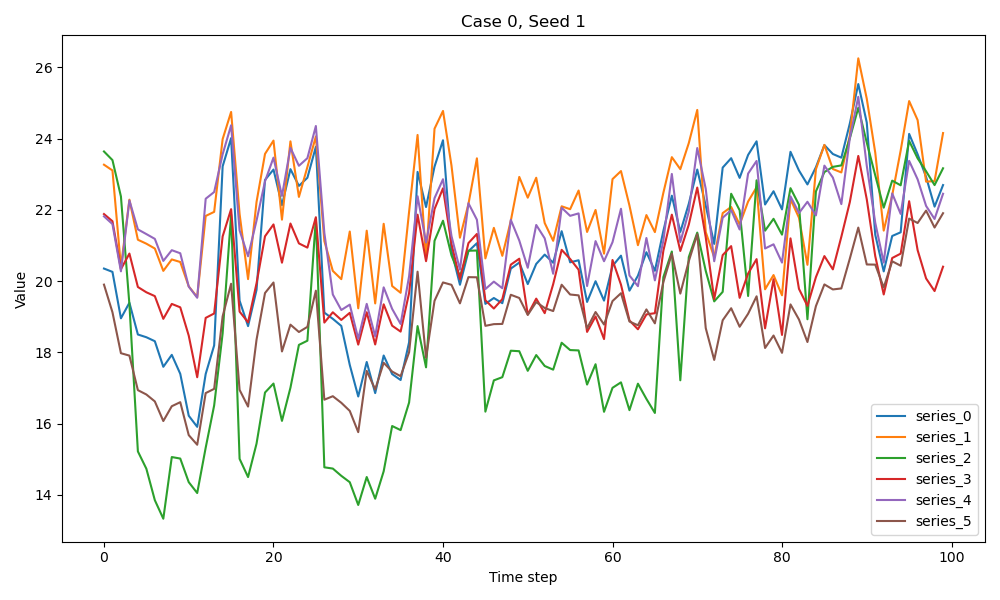 Case 0, Seed 1
Value
26
24
22
20
18
16
14
0
20
40
60
80
100
Time step
series_0
series_1
series_2
series_3
series_4
series_5